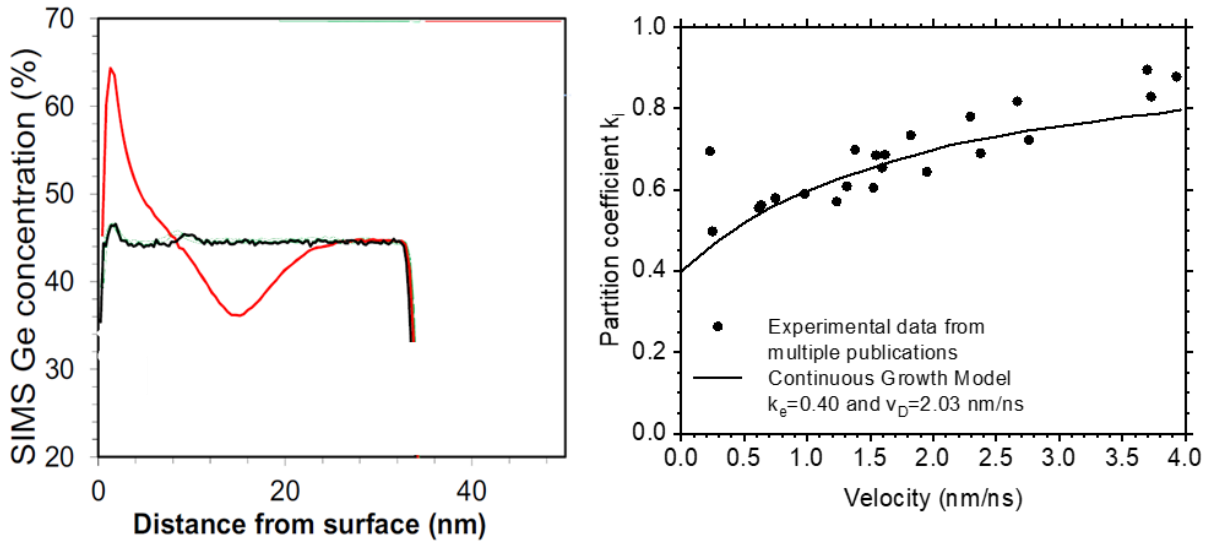 SIMS Ge concentration (%)
70
60
50
40
30
20
0
20
40
Distance from surface (nm)
Partition coefficient kᵢ
1.0
0.8
0.6
0.4
0.2
0.0
Experimental data from
multiple publications
Continuous Growth Model
kₑ=0.40 and v_D=2.03 nm/ns
0.0 0.5 1.0 1.5 2.0 2.5 3.0 3.5 4.0
Velocity (nm/ns)